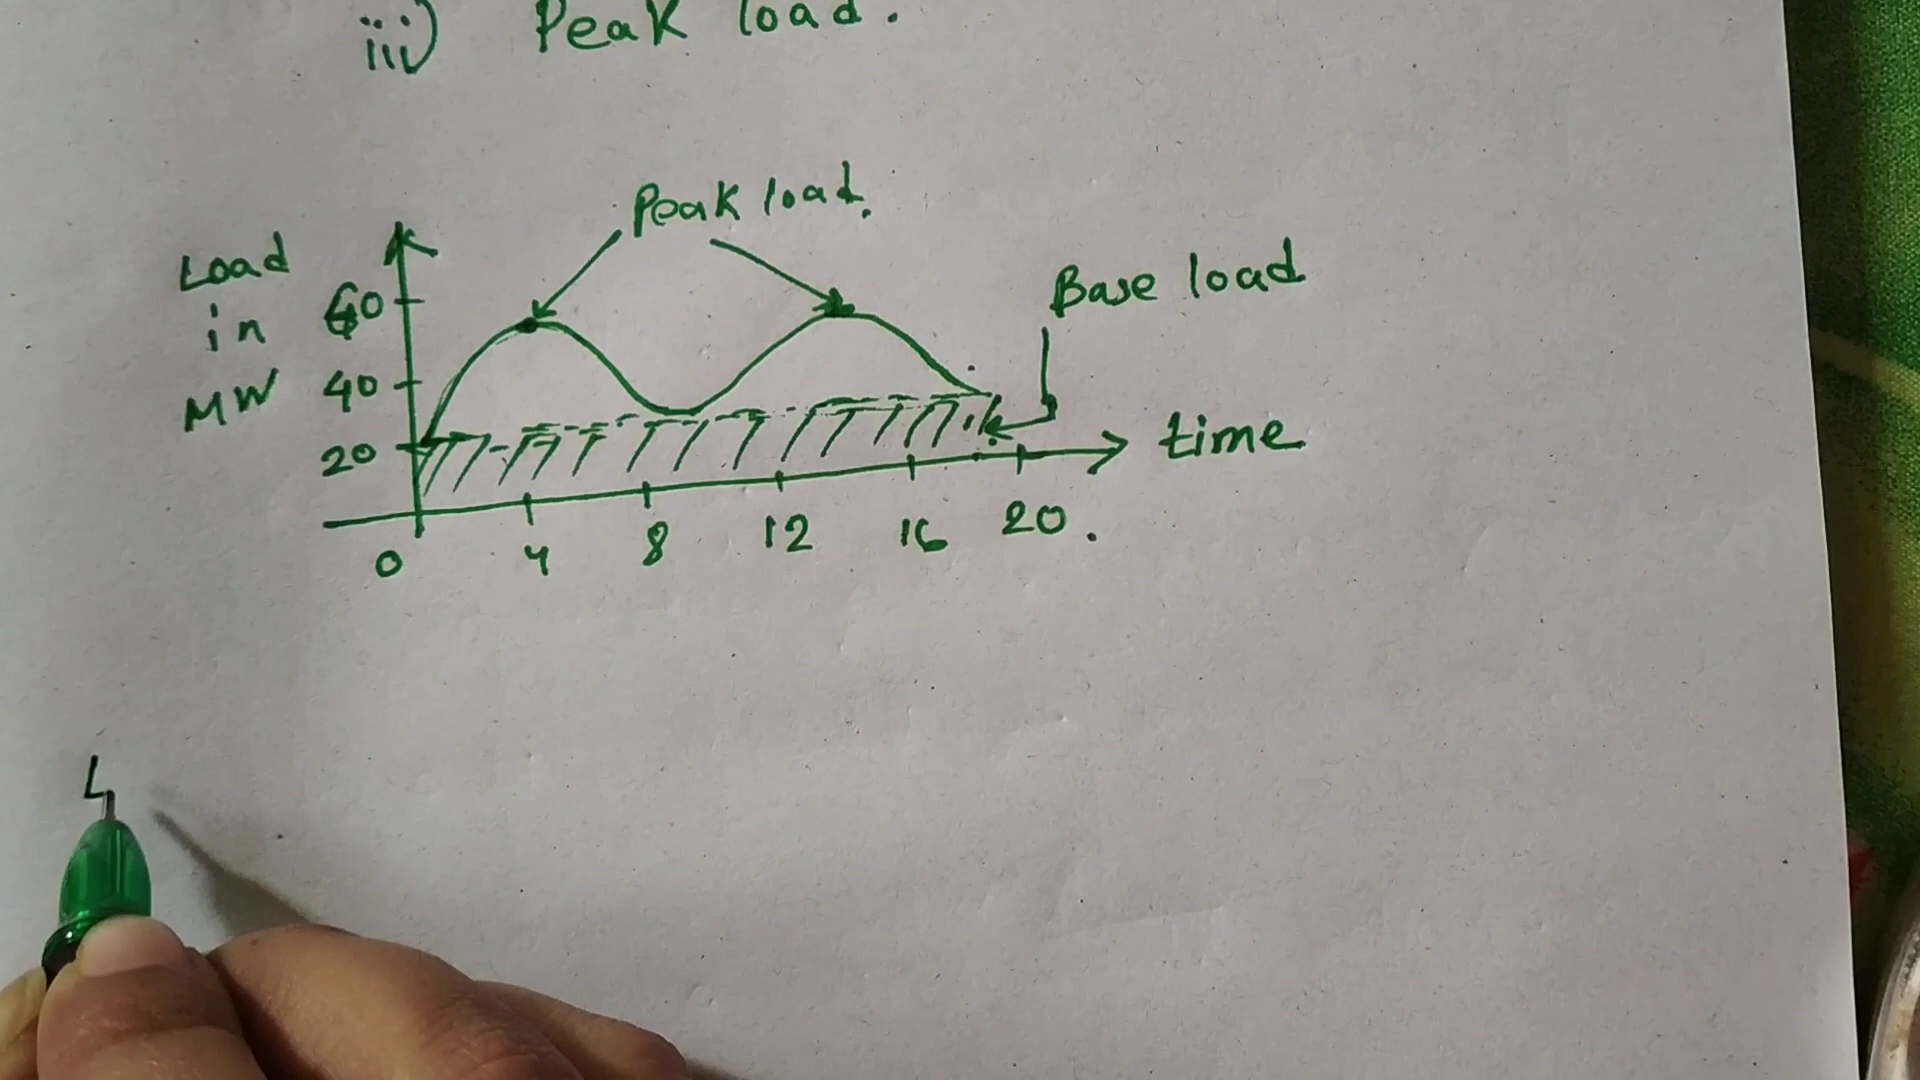 iii) Peak load.
Peak load.
Load
in
MW
60
40
20
Base load
time
0 4 8 12 16 20.
L